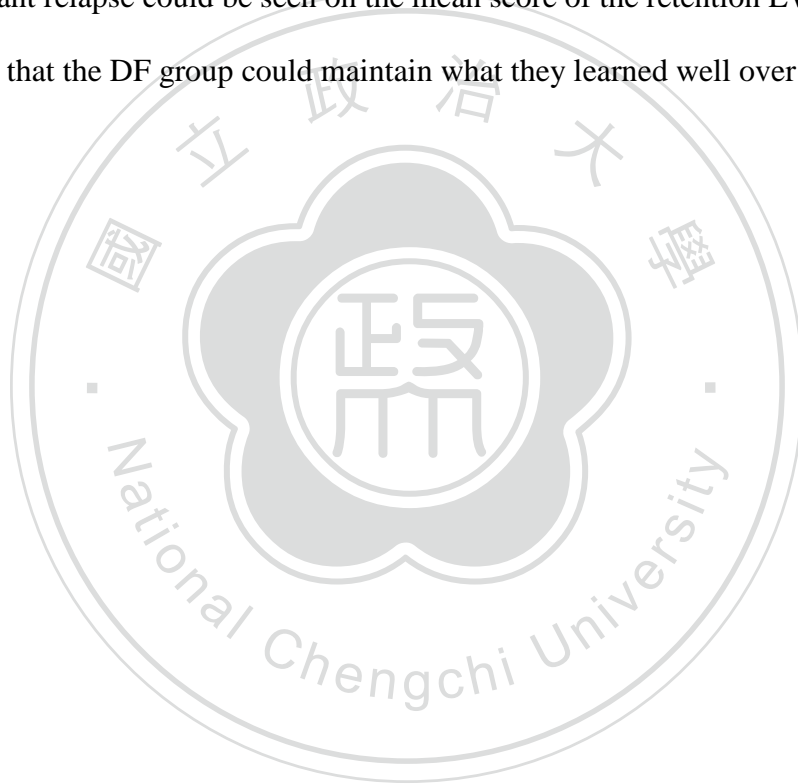 ant relapse could be seen on the mean score of the retention
that the DF group could maintain what they learned well over
國立政治大學
National Chengchi University